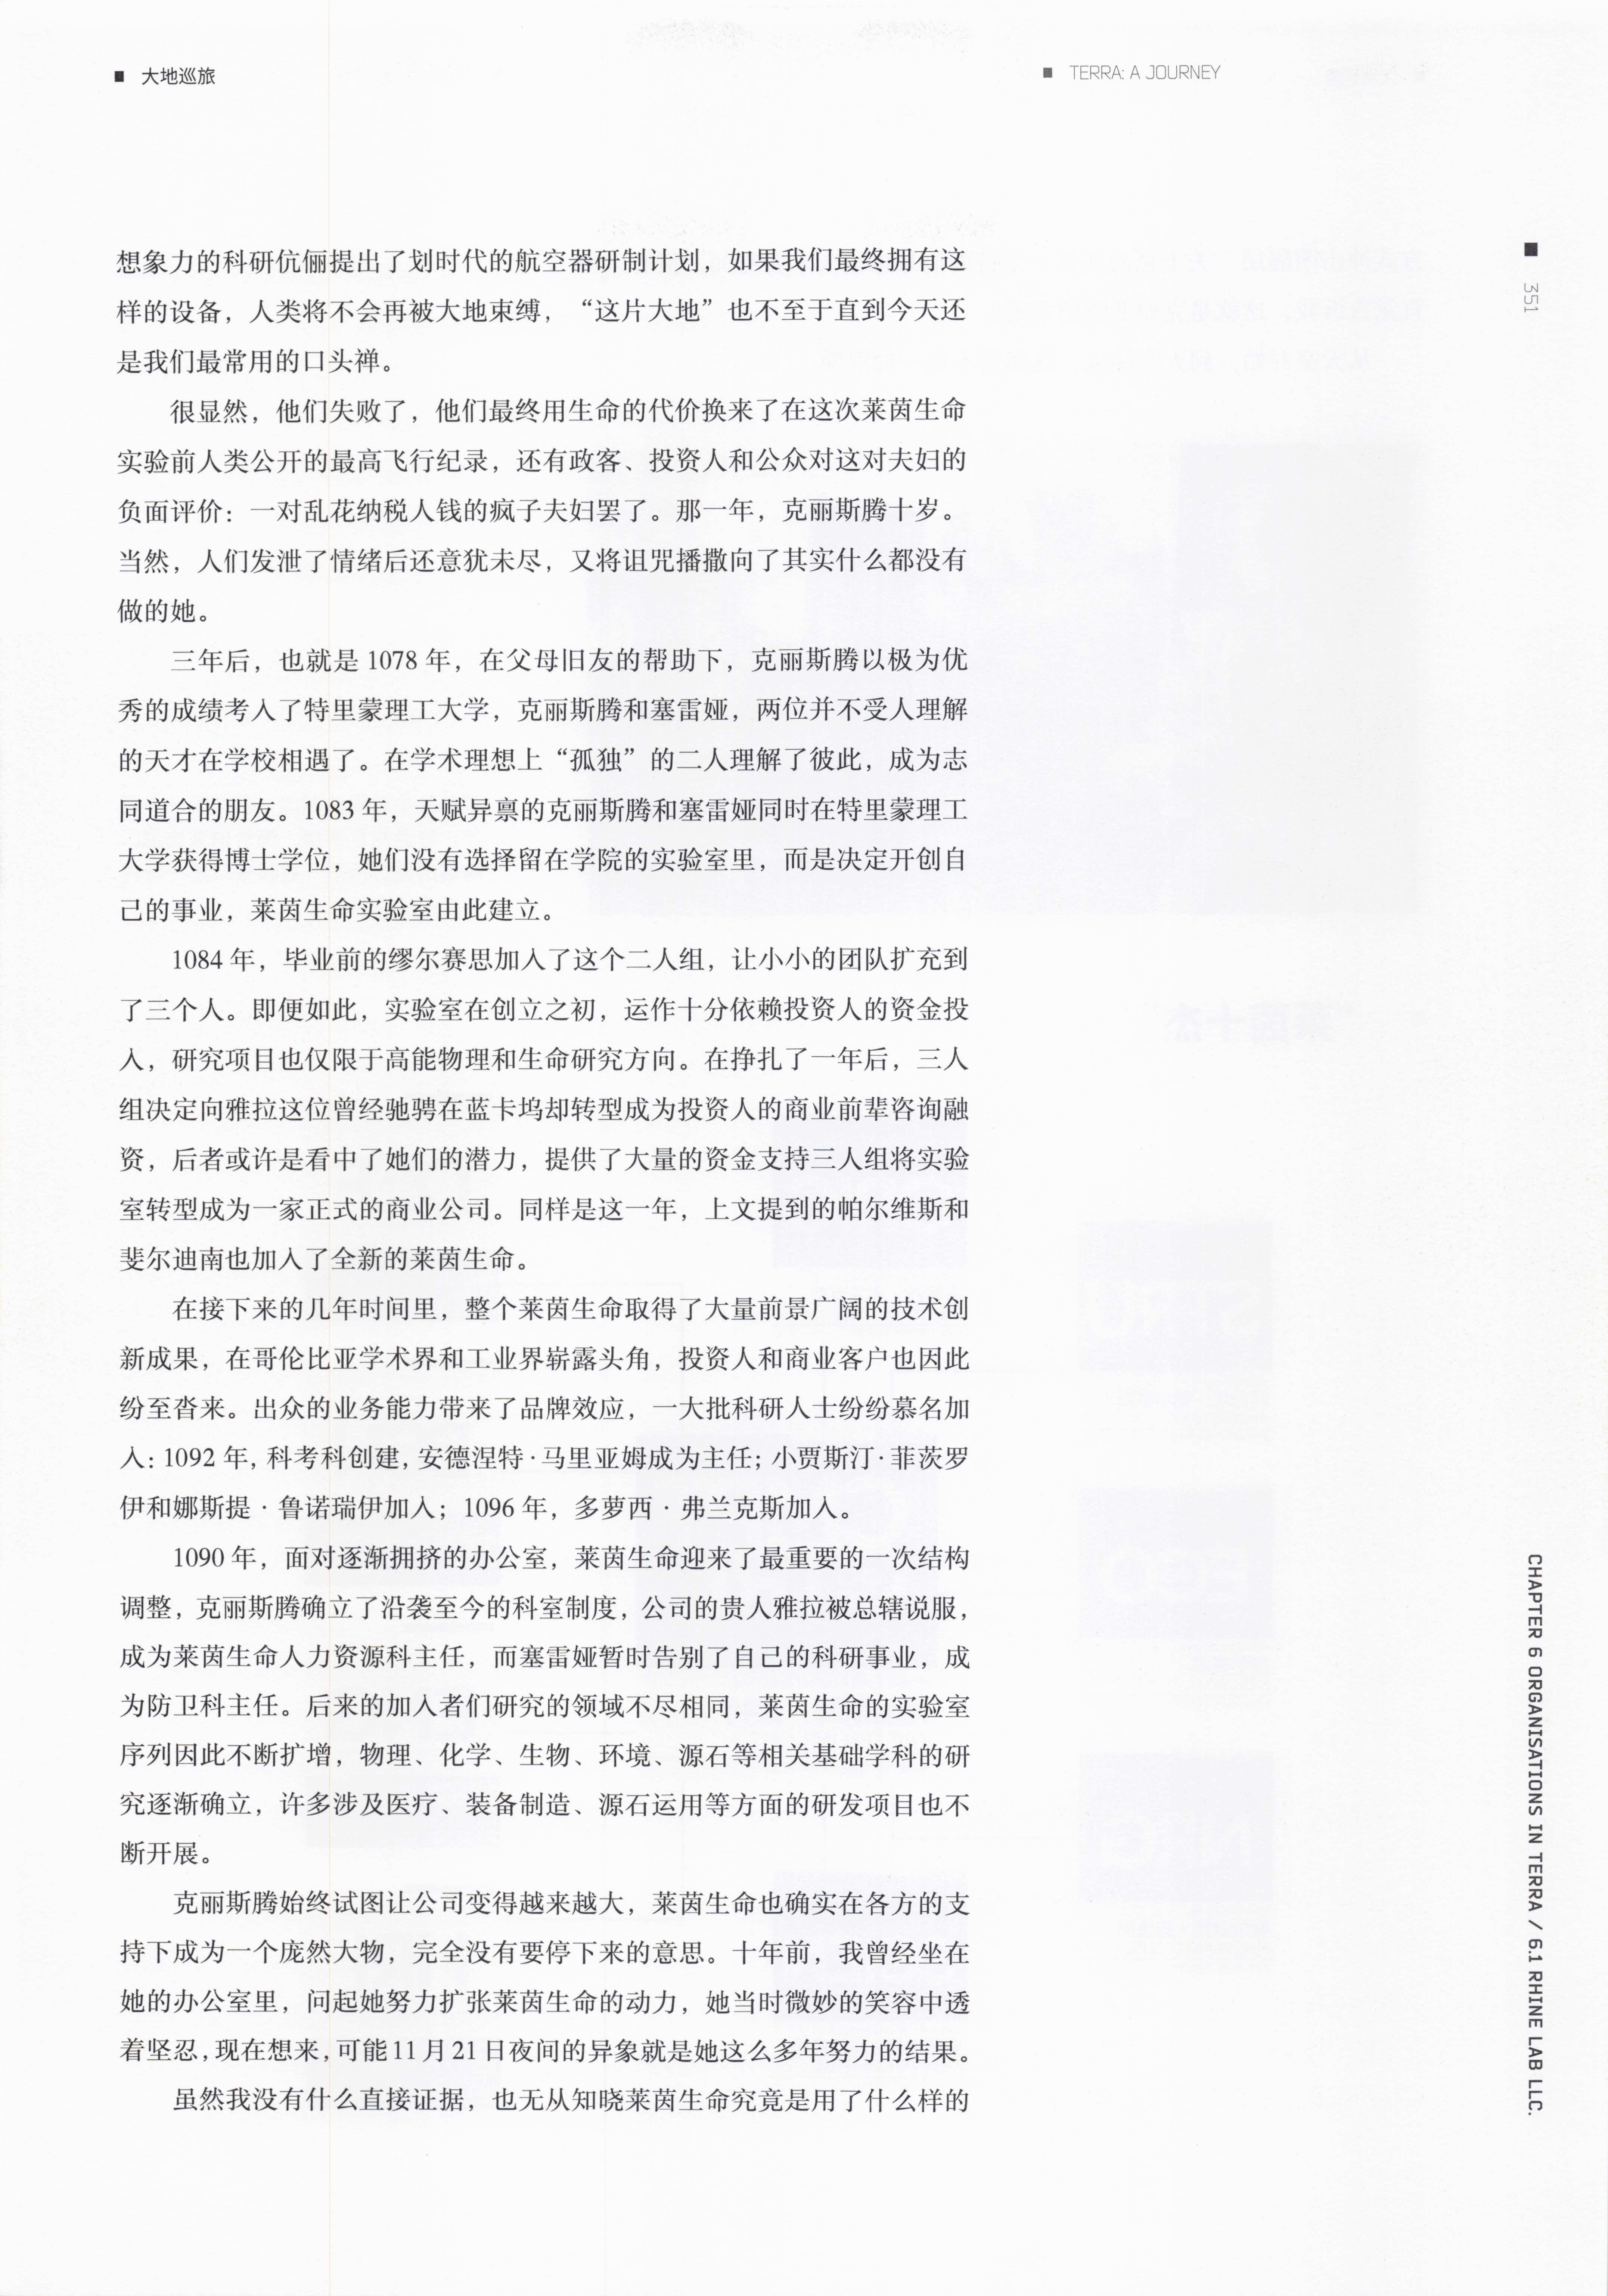 大地巡旅
TERRA: A JOURNEY
想象力的科研伉俪提出了划时代的航空器研制计划，如果我们最终拥有这
样的设备，人类将不会再被大地束缚，“这片大地”也不至于直到今天还
是我们最常用的口头禅。
很显然，他们失败了，他们最终用生命的代价换来了在这次莱茵生命
实验前人类公开的最高飞行纪录，还有政客、投资人和公众对这对夫妇的
负面评价：一对乱花纳税人钱的疯子夫妇罢了。那一年，克丽斯腾十岁。
当然，人们发泄了情绪后还意犹未尽，又将诅咒播撒向了其实什么都没有
做的她。
三年后，也就是 1078 年，在父母旧友的帮助下，克丽斯腾以极为优
秀的成绩考入了特里蒙理工大学，克丽斯腾和塞雷娅，两位并不受人理解
的天才在学校相遇了。在学术理想上“孤独”的二人理解了彼此，成为志
同道合的朋友。1083 年，天赋异禀的克丽斯腾和塞雷娅同时在特里蒙理工
大学获得博士学位，她们没有选择留在学院的实验室里，而是决定开创自
己的事业，莱茵生命实验室由此建立。
1084 年，毕业前的缪尔赛思加入了这个二人组，让小小的团队扩充到
了三个人。即便如此，实验室在创立之初，运作十分依赖投资人的资金投
入，研究项目也仅限于高能物理和生命研究方向。在挣扎了一年后，三人
组决定向雅拉这位曾经驰骋在蓝卡坞却转型成为投资人的商业前辈咨询融
资，后者或许是看中了她们的潜力，提供了大量的资金支持三人组将实验
室转型成为一家正式的商业公司。同样是这一年，上文提到的帕尔维斯和
斐尔迪南也加入了全新的莱茵生命。
在接下来的几年时间里，整个莱茵生命取得了大量前景广阔的技术创
新成果，在哥伦比亚学术界和工业界崭露头角，投资人和商业客户也因此
纷至沓来。出众的业务能力带来了品牌效应，一大批科研人士纷纷慕名加
入：1092 年，科考科创建，安德涅特·马里亚姆成为主任；小贾斯汀·菲茨罗
伊和娜斯提·鲁诺瑞伊加入；1096 年，多萝西·弗兰克斯加入。
1090 年，面对逐渐拥挤的办公室，莱茵生命迎来了最重要的一次结构
调整，克丽斯腾确立了沿袭至今的科室制度，公司的贵人雅拉被总辖说服，
成为莱茵生命人力资源科主任，而塞雷娅暂时告别了自己的科研事业，成
为防卫科主任。后来的加入者们研究的领域不尽相同，莱茵生命的实验室
序列因此不断扩增，物理、化学、生物、环境、源石等相关基础学科的研
究逐渐确立，许多涉及医疗、装备制造、源石运用等方面的研发项目也不
断开展。
克丽斯腾始终试图让公司变得越来越大，莱茵生命也确实在各方的支
持下成为一个庞然大物，完全没有要停下来的意思。十年前，我曾经坐在
她的办公室里，问起她努力扩张莱茵生命的动力，她当时微妙的笑容中透
着坚忍，现在想来，可能 11 月 21 日夜间的异象就是她这么多年努力的结果。
虽然我没有什么直接证据，也无从知晓莱茵生命究竟是用了什么样的
351
CHAPTER 6 ORGANISATIONS IN TERRA / 6.1 RHINE LAB LLC.